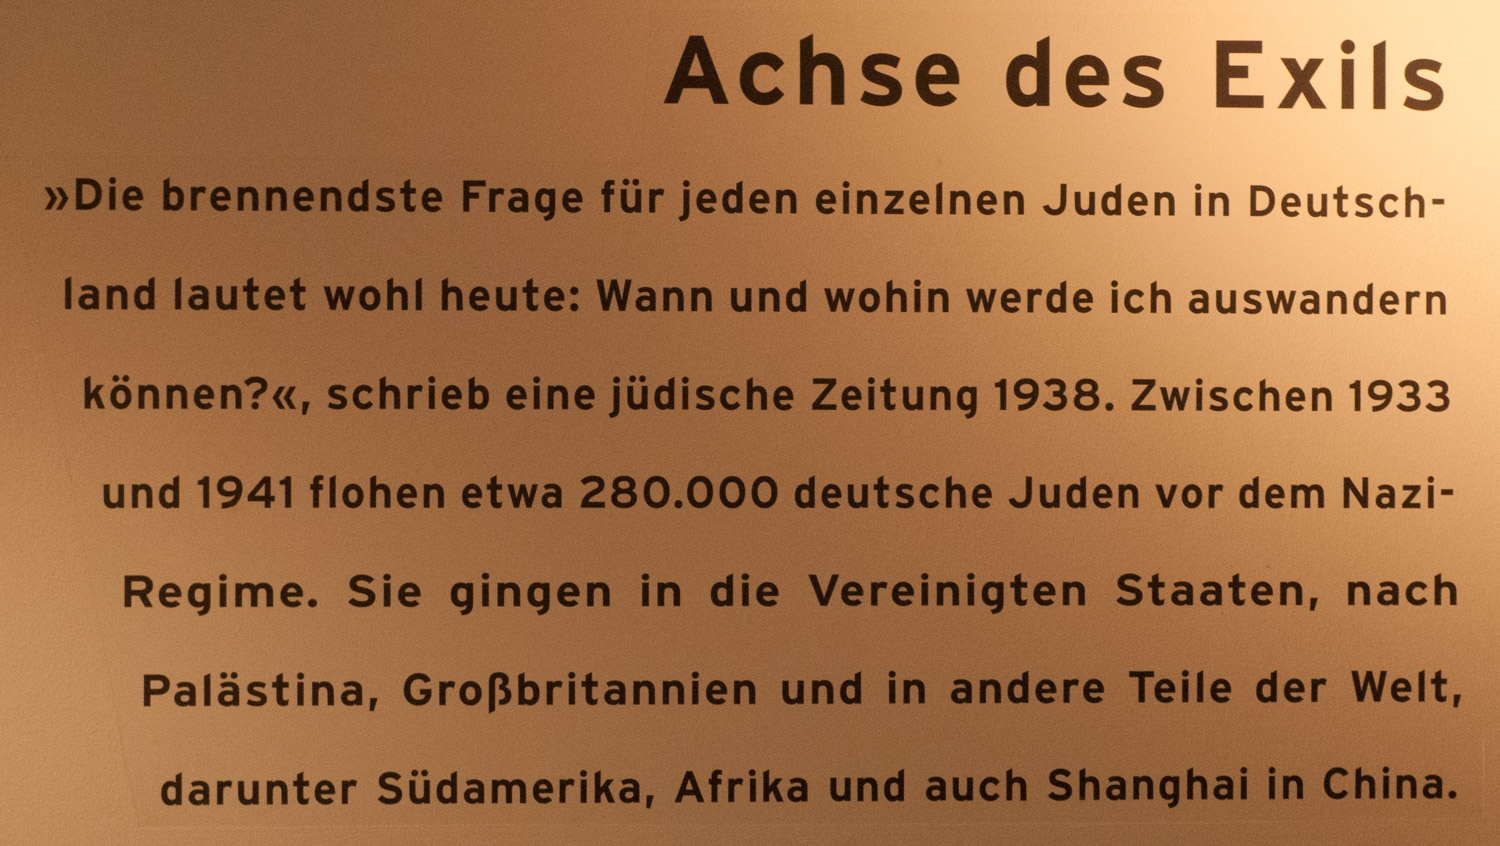 Achse des Exils
»Die brennendste Frage für jeden einzelnen Juden in Deutsch-
land lautet wohl heute: Wann und wohin werde ich auswandern
können?«, schrieb eine jüdische Zeitung 1938. Zwischen 1933
und 1941 flohen etwa 280.000 deutsche Juden vor dem Nazi-
Regime. Sie gingen in die Vereinigten Staaten, nach
Palästina, Großbritannien und in andere Teile der Welt,
darunter Südamerika, Afrika und auch Shanghai in China.